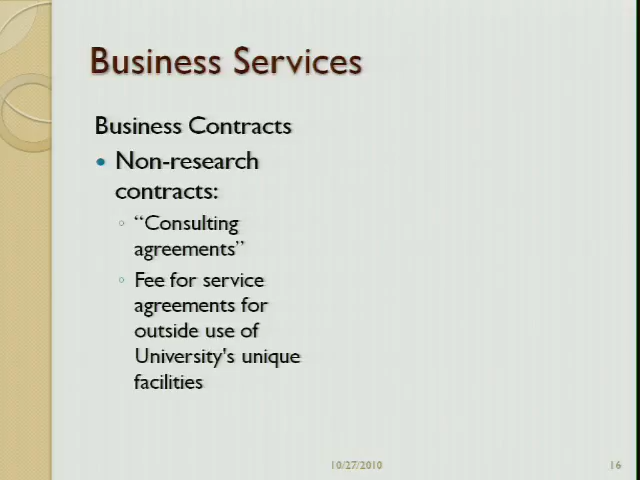 Business Services
Business Contracts
• Non-research
contracts:
◦ “Consulting
agreements”
◦ Fee for service
agreements for
outside use of
University's unique
facilities
10/27/2010
16